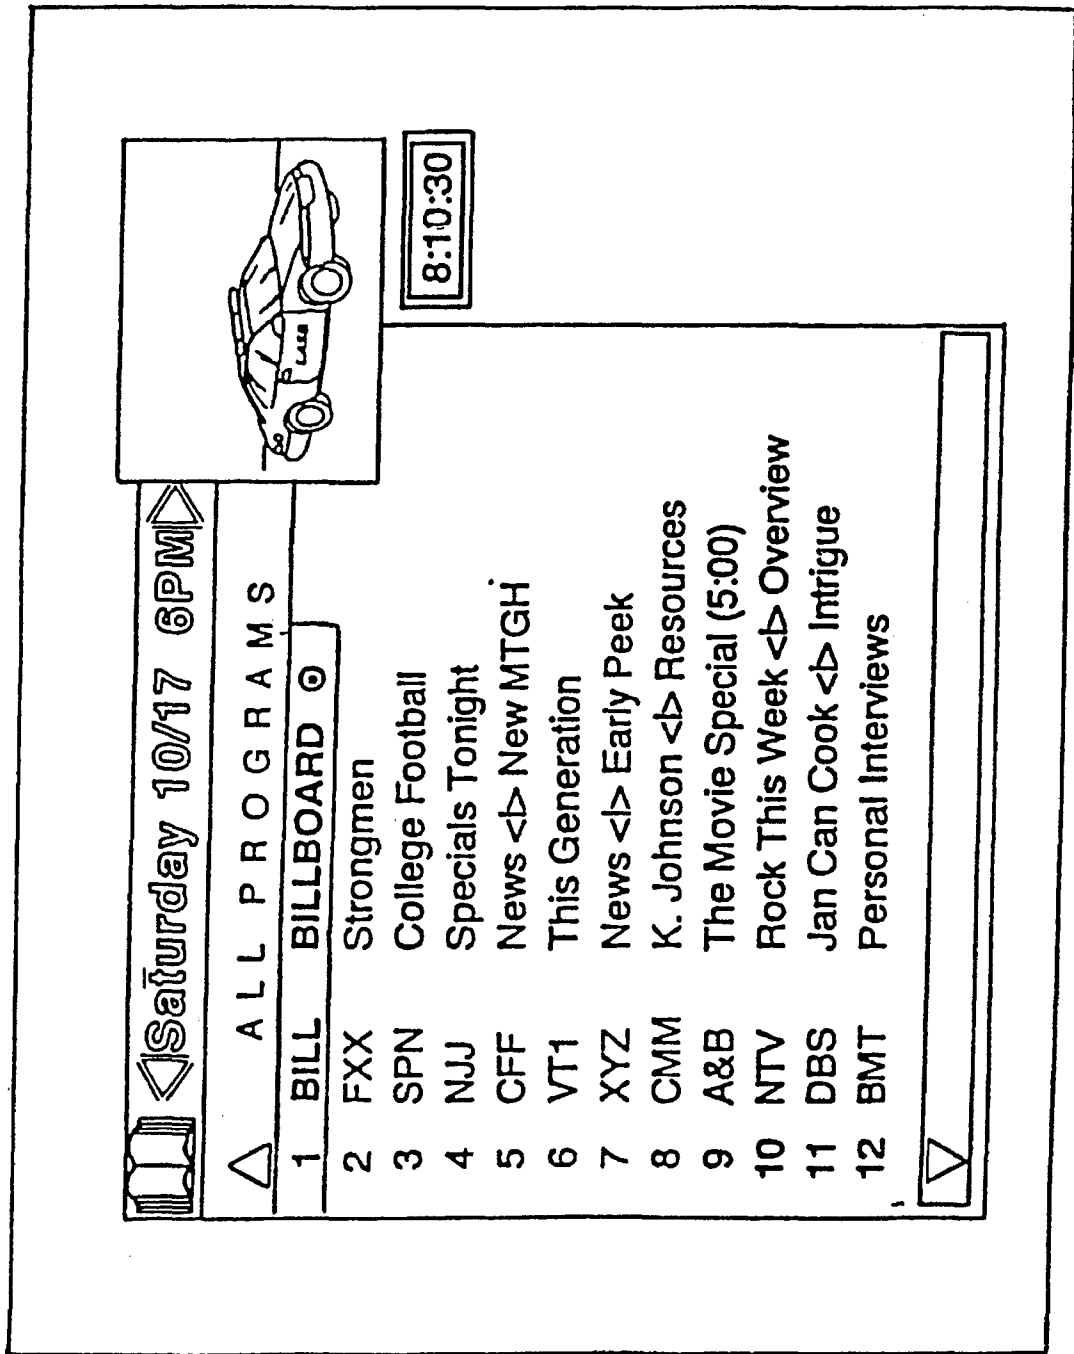 Saturday 10/17 6PM
ALL PROGRAMS
1 BILL BILLBOARD
2 FXX Strongmen
3 SPN College Football
4 NJJ Specials Tonight
5 CFF News <|> New MTGH
6 VT1 This Generation
7 XYZ News <|> Early Peek
8 CMM K. Johnson <|> Resources
9 A&B The Movie Special (5:00)
10 NTV Rock This Week <|> Overview
11 DBS Jan Can Cook <|> Intrigue
12 BMT Personal Interviews
8:10:30